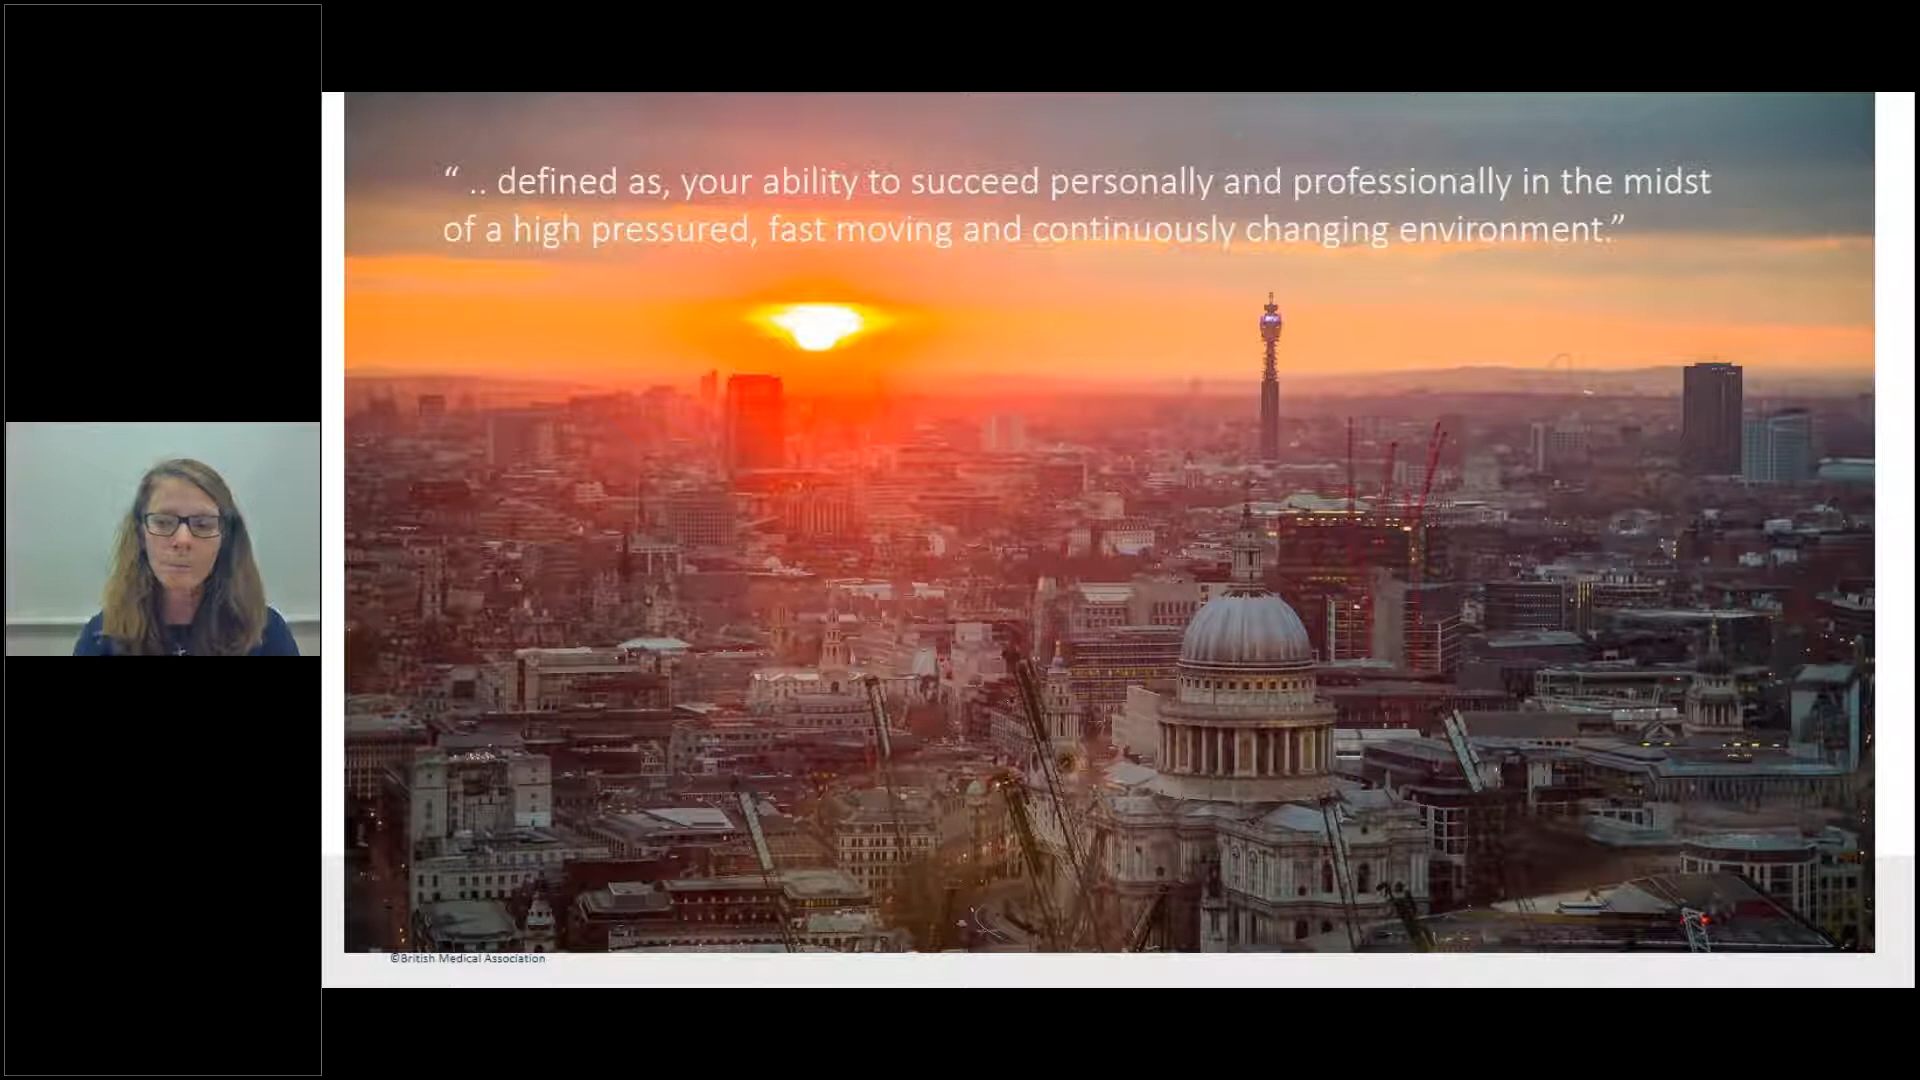 “ .. defined as, your ability to succeed personally and professionally in the midst
of a high pressured, fast moving and continuously changing environment.”
©British Medical Association